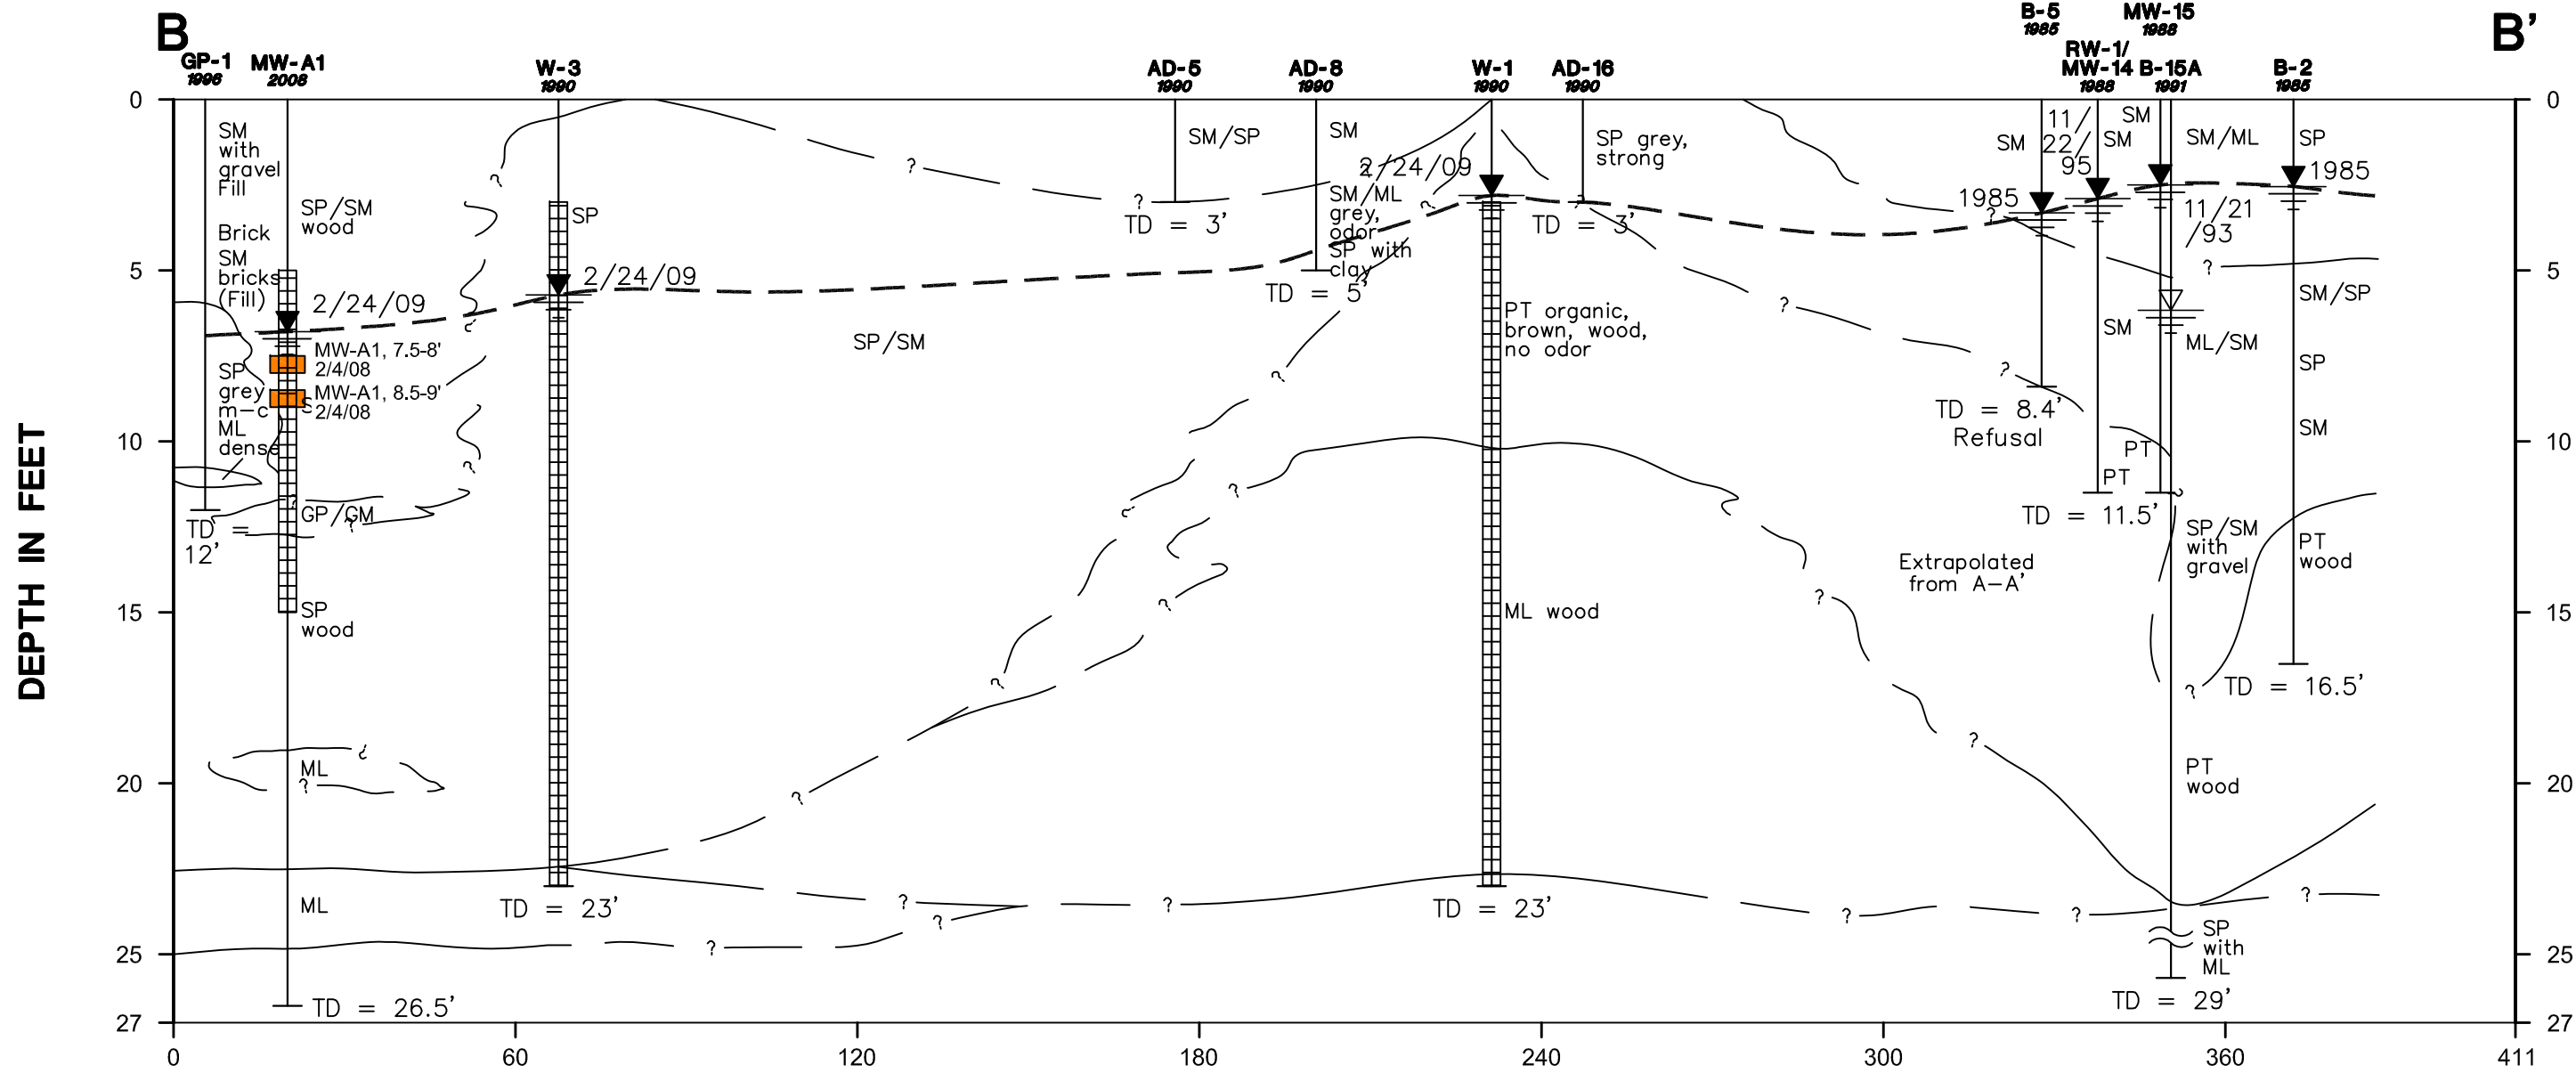 B
B'
B-5
1985
MW-15
1988
GP-1
1996
MW-A1
2008
W-3
1990
AD-5
1990
AD-8
1990
W-1
1990
AD-16
1990
RW-1/
MW-14
1988
B-15A
1991
B-2
1985
0
5
10
15
20
25
27
DEPTH IN FEET
SM
with
gravel
Fill
Brick
SM
bricks
(Fill)
SP
grey
m-c
ML
dense
TD =
12'
SP/SM
wood
2/24/09
MW-A1, 7.5-8'
2/4/08
MW-A1, 8.5-9'
2/4/08
S
?
?
GP/GM
?
SP
wood
?
ML
?
ML
TD = 26.5'
?
?
?
SP
2/24/09
TD = 23'
?
?
SM/SP
?
TD = 3'
SP/SM
SM
?
SM/ML
grey,
odor
SP with
clay
TD = 5'
?
?
?
?
?
?
?
?
?
?
?
2/24/09
?
PT organic,
brown, wood,
no odor
ML wood
TD = 23'
SP grey,
strong
?
TD = 3'
?
?
?
?
?
Extrapolated
from A-A'
SM
1985
?
TD = 8.4'
Refusal
11/
22/
95
SM
SM
PT
PT
TD = 11.5'
?
?
SM
SM/ML
11/21
/93
?
ML/SM
SP/SM
with
gravel
?
PT
wood
SP
with
ML
TD = 29'
SP
1985
SM/SP
SP
SM
PT
wood
TD = 16.5'
?
0
5
10
15
20
25
27
0
60
120
180
240
300
360
411